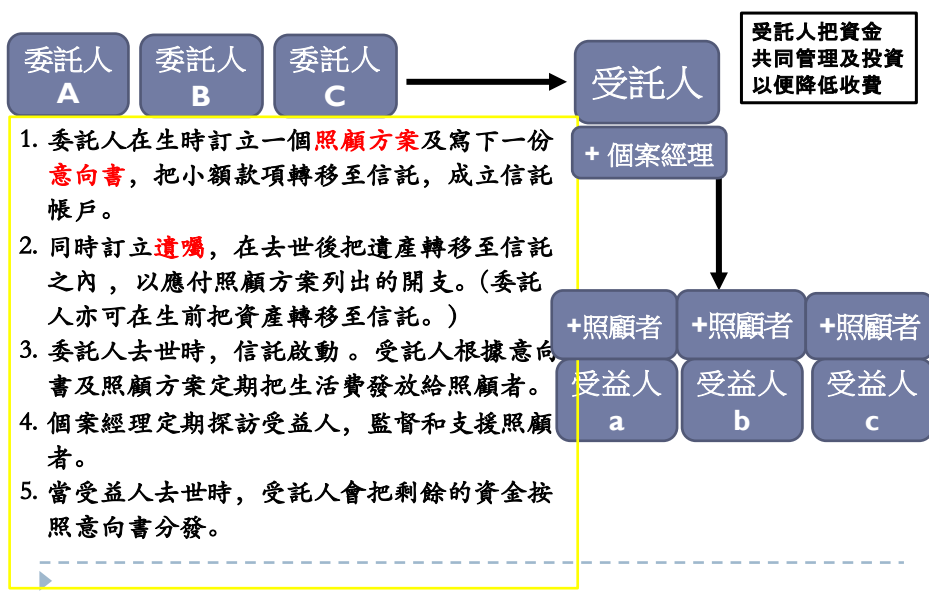 委託人
A
委託人
B
委託人
C
受託人
受託人把資金
共同管理及投資
以便降低收費
+ 個案經理
1. 委託人在生時訂立一個照顧方案及寫下一份
意向書，把小額款項轉移至信託，成立信託
帳戶。
2. 同時訂立遺囑，在去世後把遺產轉移至信託
之內 ，以應付照顧方案列出的開支。(委託
人亦可在生前把資產轉移至信託。)
3. 委託人去世時，信託啟動 。受託人根據意向
書及照顧方案定期把生活費發放給照顧者。
4. 個案經理定期探訪受益人，監督和支援照顧
者。
5. 當受益人去世時，受託人會把剩餘的資金按
照意向書分發。
+照顧者
+照顧者
+照顧者
受益人
a
受益人
b
受益人
c